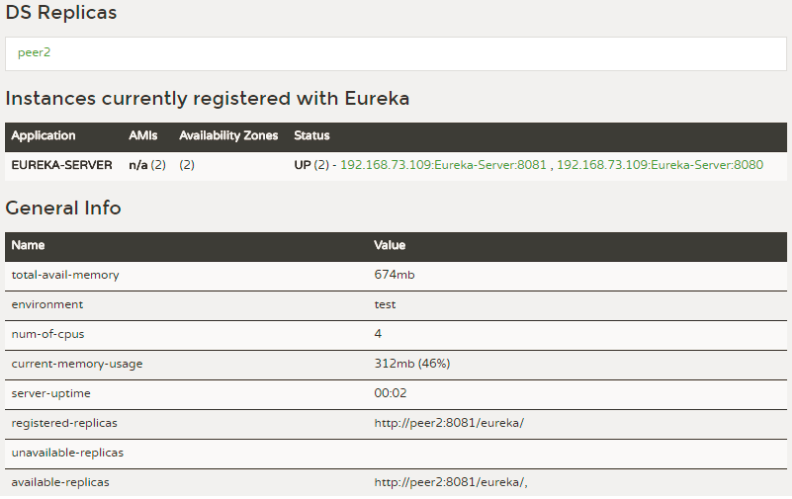 DS Replicas
peer2
Instances currently registered with Eureka
Application AMIs Availability Zones Status
EUREKA-SERVER n/a (2) (2) UP (2) - 192.168.73.109:Eureka-Server:8081 , 192.168.73.109:Eureka-Server:8080
General Info
Name Value
total-avail-memory 674mb
environment test
num-of-cpus 4
current-memory-usage 312mb (46%)
server-uptime 00:02
registered-replicas http://peer2:8081/eureka/
unavailable-replicas
available-replicas http://peer2:8081/eureka/,